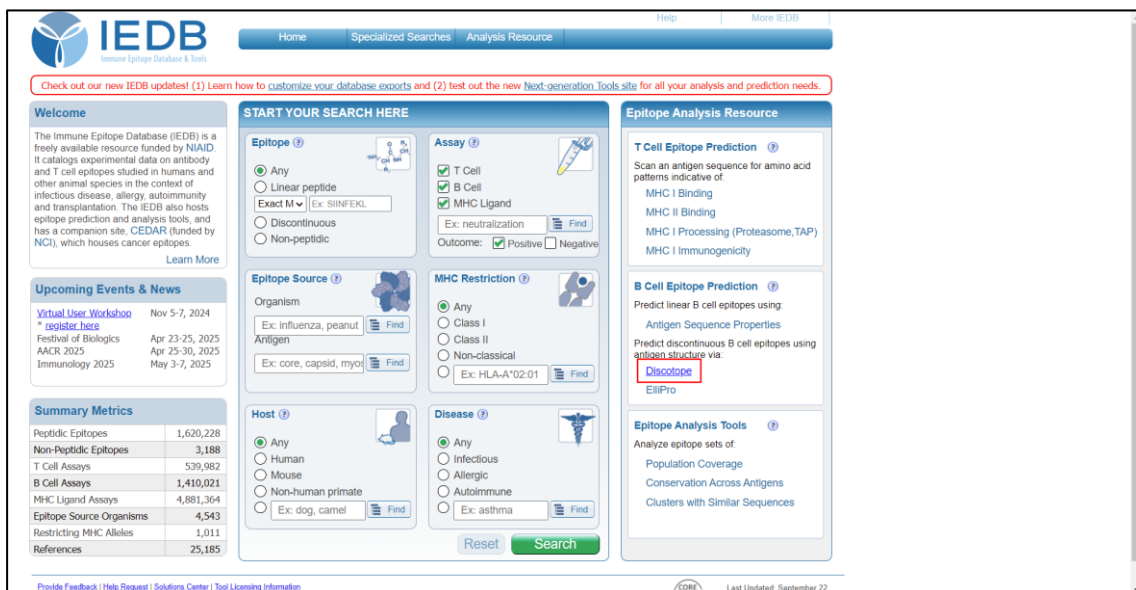 Help
More IEDB
IEDB
Immune Epitope Database & Tools
Home
Specialized Searches
Analysis Resource
Check out our new IEDB updates! (1) Learn how to customize your database exports and (2) test out the new Next-generation Tools site for all your analysis and prediction needs.
Welcome
The Immune Epitope Database (IEDB) is a
freely available resource funded by NIAID.
It catalogs experimental data on antibody
and T cell epitopes studied in humans and
other animal species in the context of
infectious disease, allergy, autoimmunity
and transplantation. The IEDB also hosts
epitope prediction and analysis tools, and
has a companion site, CEDAR (funded by
NCI), which houses cancer epitopes.
Learn More
Upcoming Events & News
Virtual User Workshop Nov 5-7, 2024
* register here
Festival of Biologics Apr 23-25, 2025
AACR 2025 Apr 25-30, 2025
Immunology 2025 May 3-7, 2025
Summary Metrics
Peptidic Epitopes 1,620,228
Non-Peptidic Epitopes 3,188
T Cell Assays 539,982
B Cell Assays 1,410,021
MHC Ligand Assays 4,881,364
Epitope Source Organisms 4,543
Restricting MHC Alleles 1,011
References 25,185
START YOUR SEARCH HERE
Epitope ?
Any
Linear peptide
Exact M Ex: SIINFEKL
Discontinuous
Non-peptidic
Assay ?
T Cell
B Cell
MHC Ligand
Ex: neutralization Find
Outcome: Positive Negative
Epitope Source ?
Organism
Ex: influenza, peanut Find
Antigen
Ex: core, capsid, myos Find
MHC Restriction ?
Any
Class I
Class II
Non-classical
Ex: HLA-A*02:01 Find
Host ?
Any
Human
Mouse
Non-human primate
Ex: dog, camel Find
Disease ?
Any
Infectious
Allergic
Autoimmune
Ex: asthma Find
Reset
Search
Epitope Analysis Resource
T Cell Epitope Prediction ?
Scan an antigen sequence for amino acid
patterns indicative of:
MHC I Binding
MHC II Binding
MHC I Processing (Proteasome,TAP)
MHC I Immunogenicity
B Cell Epitope Prediction ?
Predict linear B cell epitopes using:
Antigen Sequence Properties
Predict discontinuous B cell epitopes using
antigen structure via:
Discotope
ElliPro
Epitope Analysis Tools ?
Analyze epitope sets of:
Population Coverage
Conservation Across Antigens
Clusters with Similar Sequences
Provide Feedback | Help Request | Solutions Center | Tool Licensing Information
CORE
Last Updated: September 22